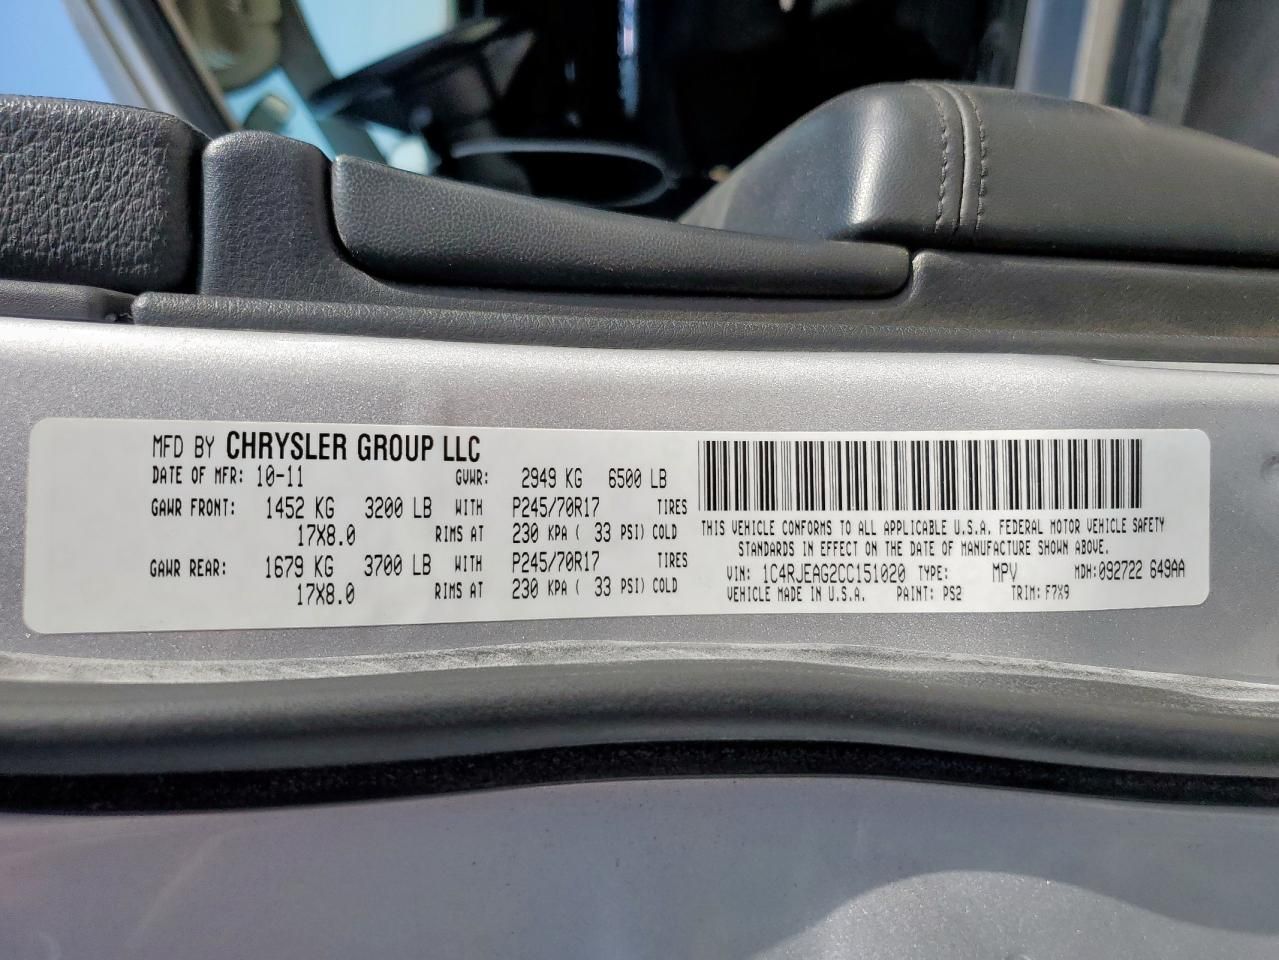 MFD BY CHRYSLER GROUP LLC
DATE OF MFR: 10-11 GVWR: 2949 KG 6500 LB
GAWR FRONT: 1452 KG 3200 LB WITH P245/70R17 TIRES
17X8.0 RIMS AT 230 KPA ( 33 PSI) COLD
GAWR REAR: 1679 KG 3700 LB WITH P245/70R17 TIRES
17X8.0 RIMS AT 230 KPA ( 33 PSI) COLD
THIS VEHICLE CONFORMS TO ALL APPLICABLE U.S.A. FEDERAL MOTOR VEHICLE SAFETY
STANDARDS IN EFFECT ON THE DATE OF MANUFACTURE SHOWN ABOVE.
VIN: 1C4RJEAG2CC151020 TYPE: MPV MDH:092722 649AA
VEHICLE MADE IN U.S.A. PAINT: PS2 TRIM: F7X9